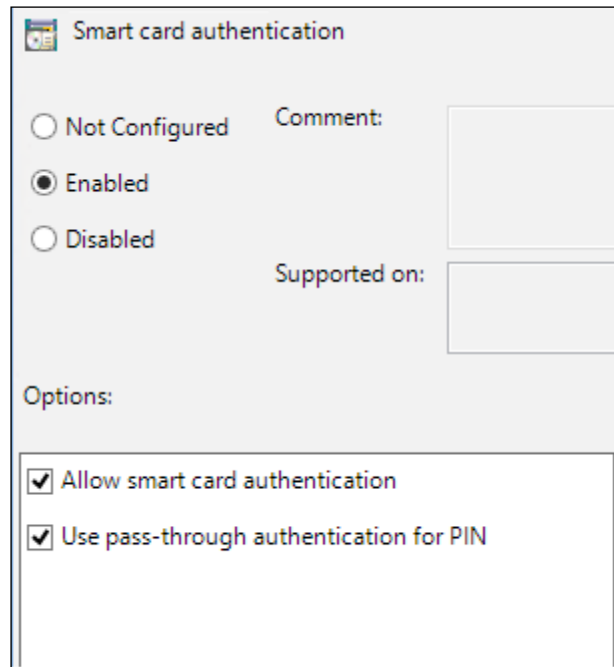 Smart card authentication
Not Configured
Comment:
Enabled
Disabled
Supported on:
Options:
Allow smart card authentication
Use pass-through authentication for PIN